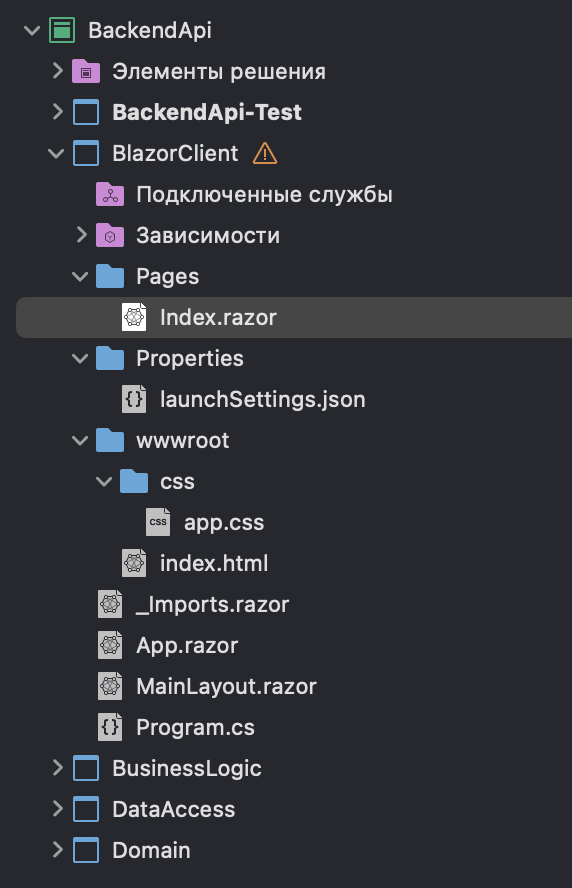 BackendApi
Элементы решения
BackendApi-Test
BlazorClient
Подключенные службы
Зависимости
Pages
Index.razor
Properties
{} launchSettings.json
wwwroot
css
css app.css
index.html
_Imports.razor
App.razor
MainLayout.razor
{} Program.cs
BusinessLogic
DataAccess
Domain